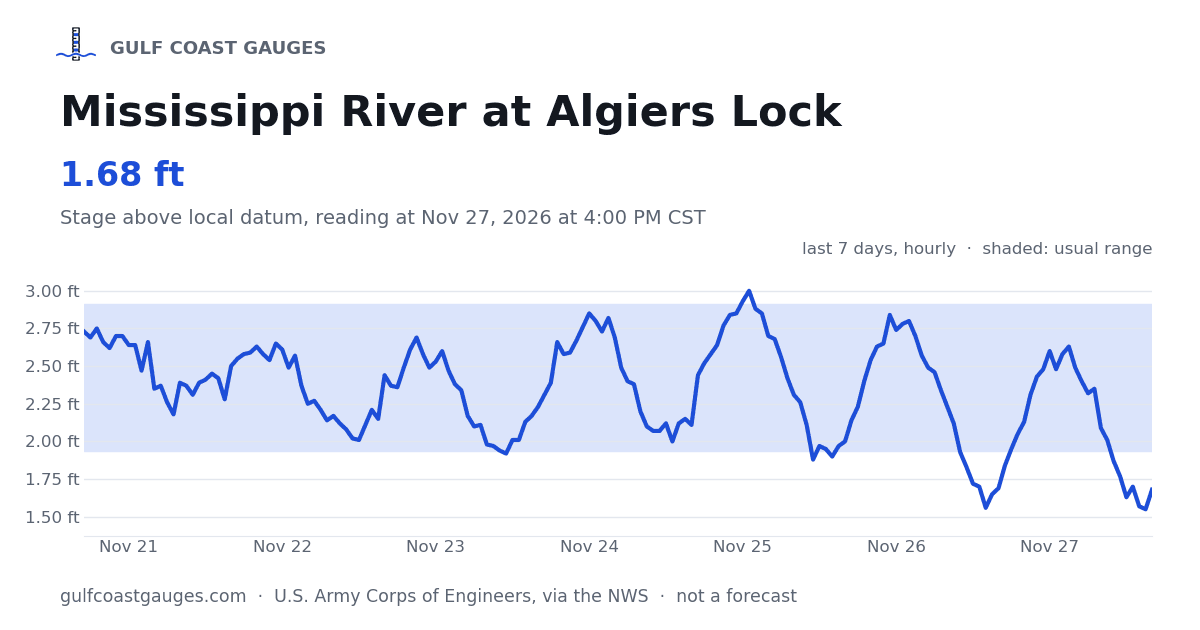 GULF COAST GAUGES
Mississippi River at Algiers Lock
1.68 ft
Stage above local datum, reading at Nov 27, 2026 at 4:00 PM CST
last 7 days, hourly · shaded: usual range
3.00 ft
2.75 ft
2.50 ft
2.25 ft
2.00 ft
1.75 ft
1.50 ft
Nov 21 Nov 22 Nov 23 Nov 24 Nov 25 Nov 26 Nov 27
gulfcoastgauges.com · U.S. Army Corps of Engineers, via the NWS · not a forecast